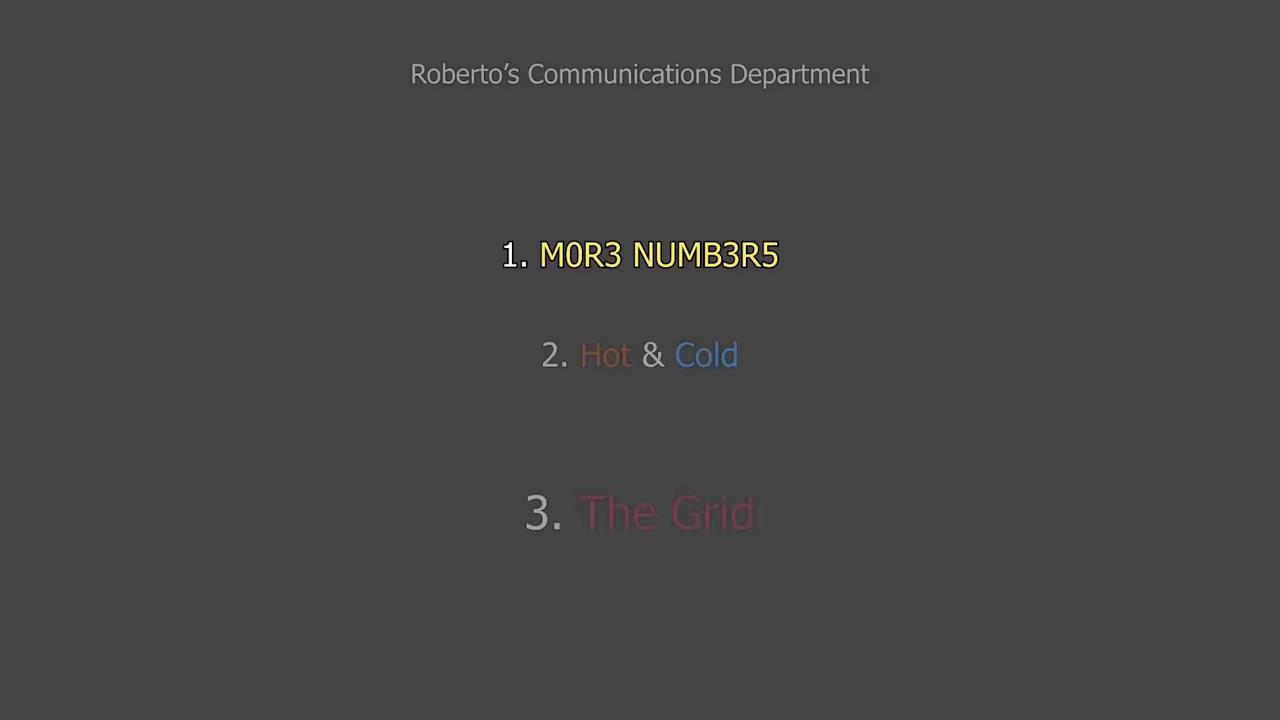 Roberto’s Communications Department
1. M0R3 NUMB3R5
2. Hot & Cold
3. The Grid